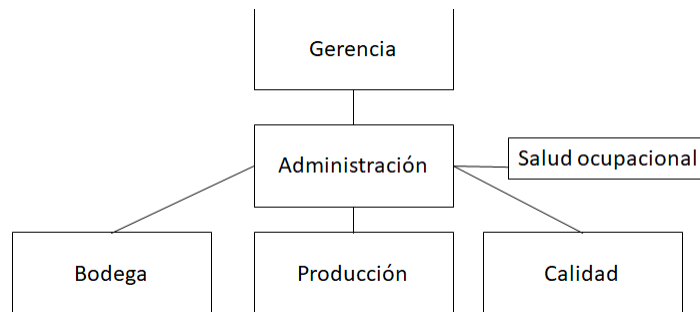 Gerencia
Administración
Salud ocupacional
Bodega
Producción
Calidad